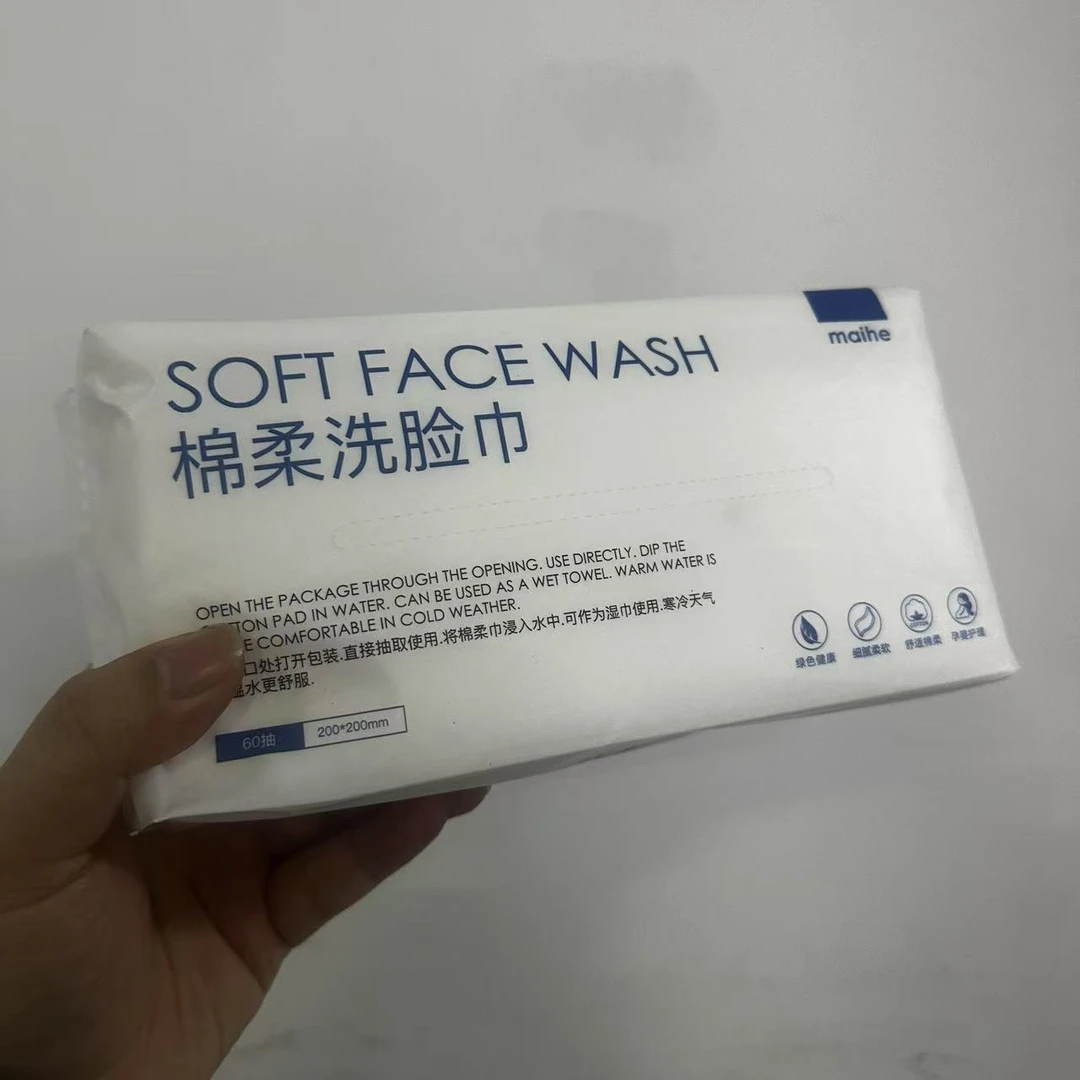 maihe
SOFT FACE WASH
棉柔洗脸巾
OPEN THE PACKAGE THROUGH THE OPENING. USE DIRECTLY. DIP THE
TON PAD IN WATER. CAN BE USED AS A WET TOWEL. WARM WATER IS
E COMFORTABLE IN COLD WEATHER.
口处打开包装.直接抽取使用.将棉柔巾浸入水中.可作为湿巾使用.寒冷天气
温水更舒服.
60抽 200*200mm
绿色健康 细腻柔软 舒适棉柔 孕婴护理